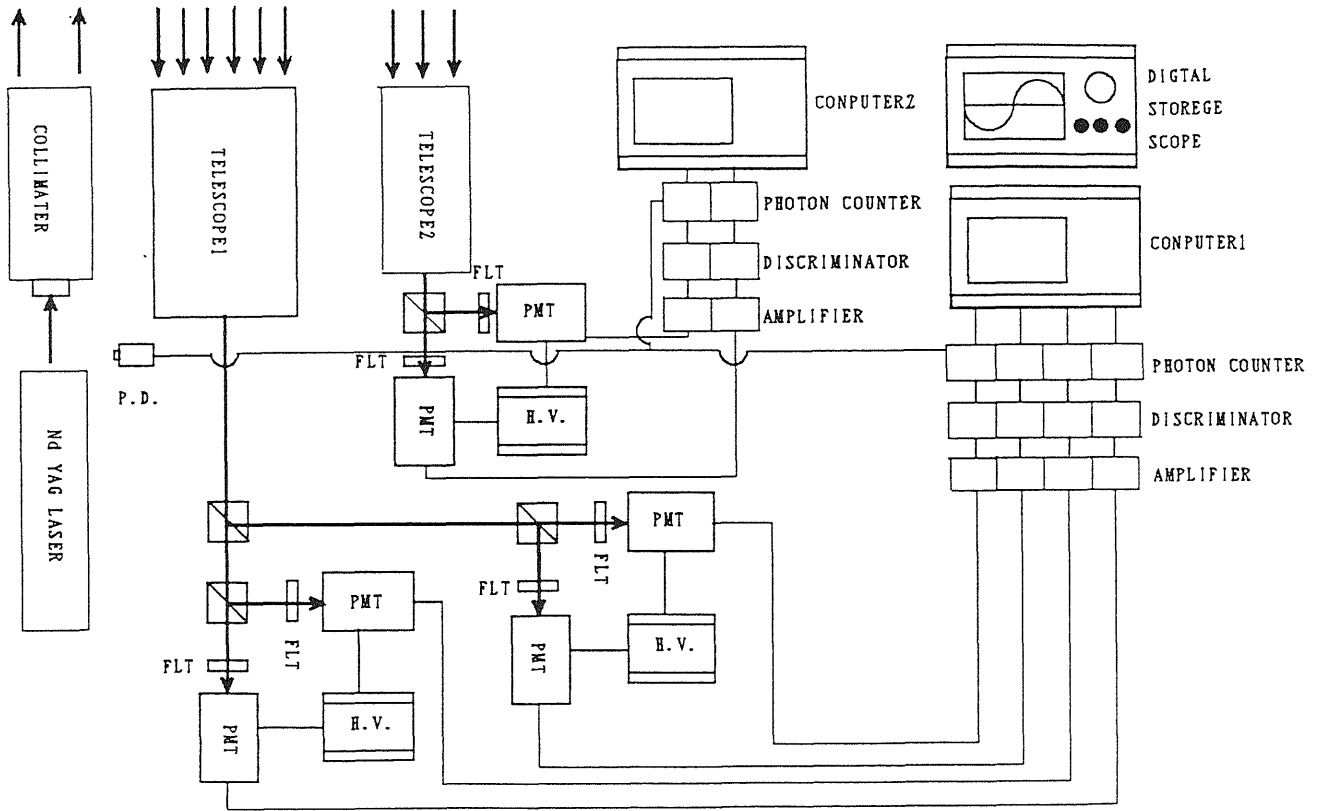 COLLIMATER
TELESCOPE1
TELESCOPE2
CONPUTER2
DIGTAL
STOREGE
SCOPE
PHOTON COUNTER
DISCRIMINATOR
AMPLIFIER
CONPUTER1
FLT
PMT
FLT
PMT
H.V.
P.D.
Nd YAG LASER
PHOTON COUNTER
DISCRIMINATOR
AMPLIFIER
PMT
FLT
FLT
PMT
H.V.
PMT
FLT
FLT
PMT
H.V.